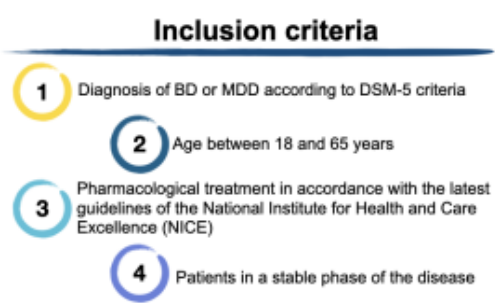 Inclusion criteria
1
Diagnosis of BD or MDD according to DSM-5 criteria
2
Age between 18 and 65 years
3
Pharmacological treatment in accordance with the latest
guidelines of the National Institute for Health and Care
Excellence (NICE)
4
Patients in a stable phase of the disease